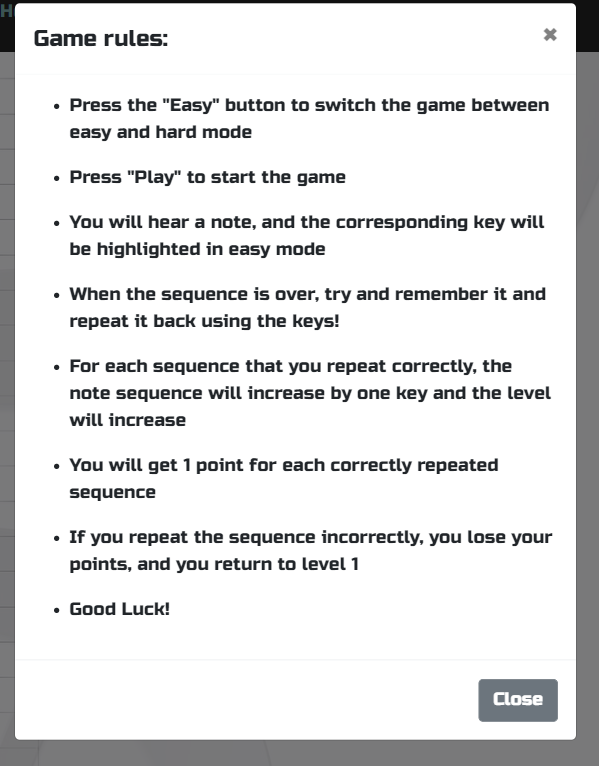 H
Game rules:
✖
• Press the "Easy" button to switch the game between
easy and hard mode
• Press "Play" to start the game
• You will hear a note, and the corresponding key will
be highlighted in easy mode
• When the sequence is over, try and remember it and
repeat it back using the keys!
• For each sequence that you repeat correctly, the
note sequence will increase by one key and the level
will increase
• You will get 1 point for each correctly repeated
sequence
• If you repeat the sequence incorrectly, you lose your
points, and you return to level 1
• Good Luck!
Close